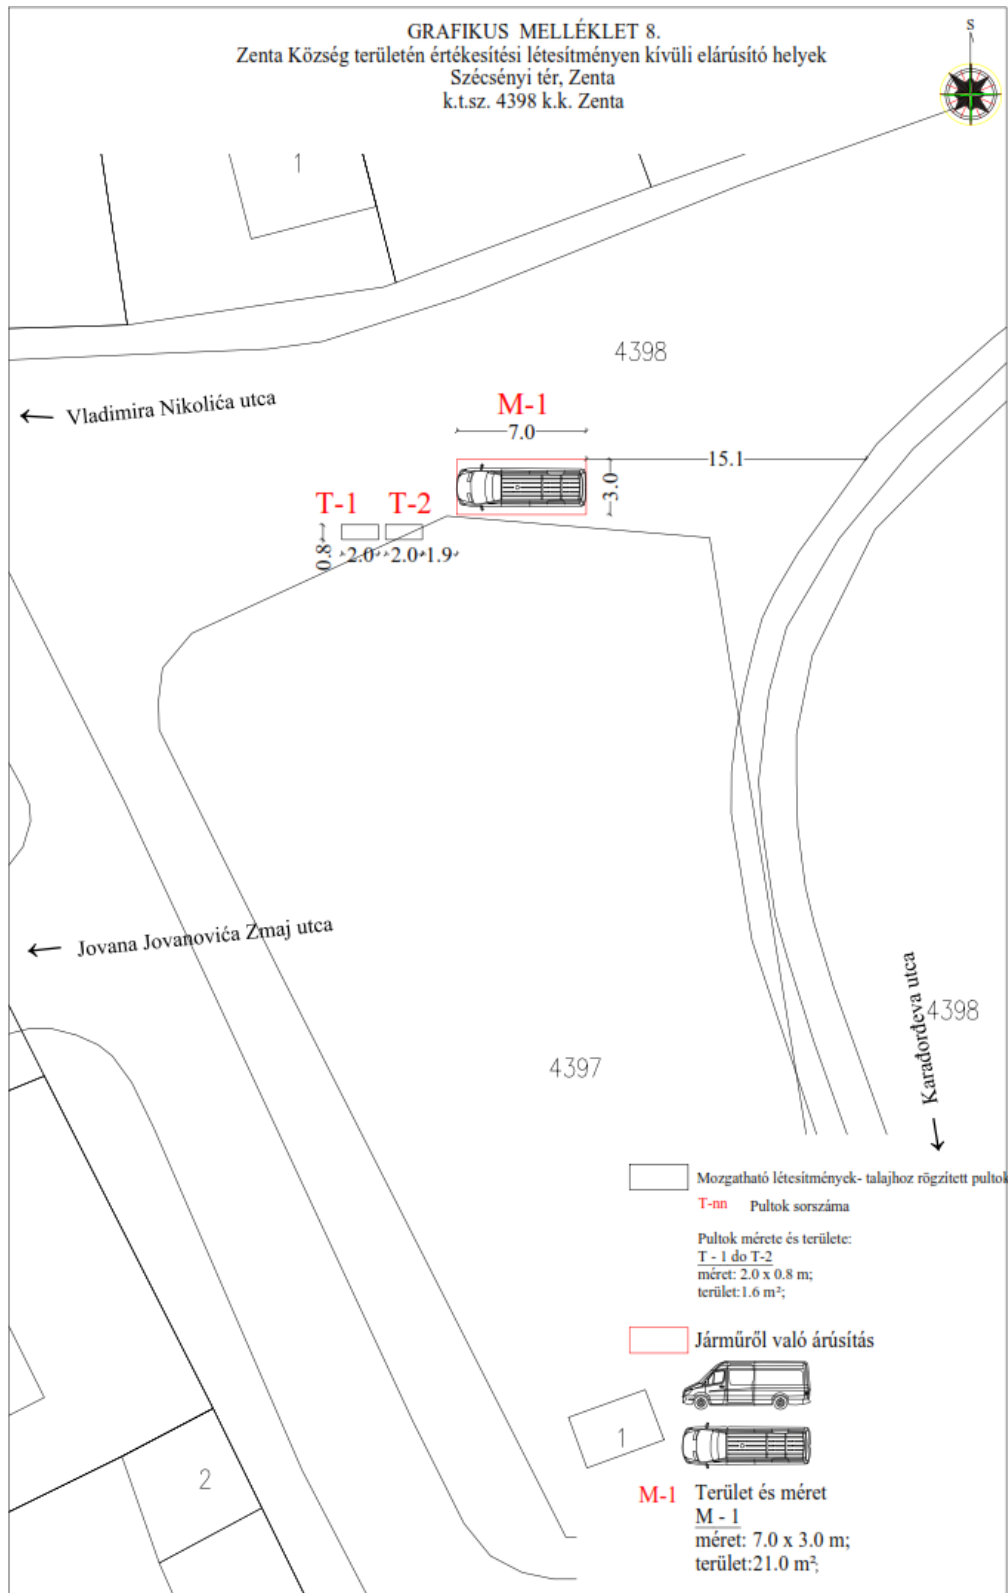 GRAFIKUS MELLÉKLET 8.
Zenta Község területén értékesítési létesítményen kívüli elárúsító helyek
Szécsényi tér, Zenta
k.t.sz. 4398 k.k. Zenta
S
1
4398
Vladimira Nikolića utca
M-1
7.0
15.1
3.0
T-1
T-2
0.8
2.0
2.0
1.9
Jovana Jovanovića Zmaj utca
Karađorđeva utca
4398
4397
Mozgatható létesítmények- talajhoz rögzített pultok
T-nn Pultok sorszáma
Pultok mérete és területe:
T - 1 do T-2
méret: 2.0 x 0.8 m;
terület:1.6 m²;
Járműről való árúsítás
1
2
M-1 Terület és méret
M - 1
méret: 7.0 x 3.0 m;
terület:21.0 m²;